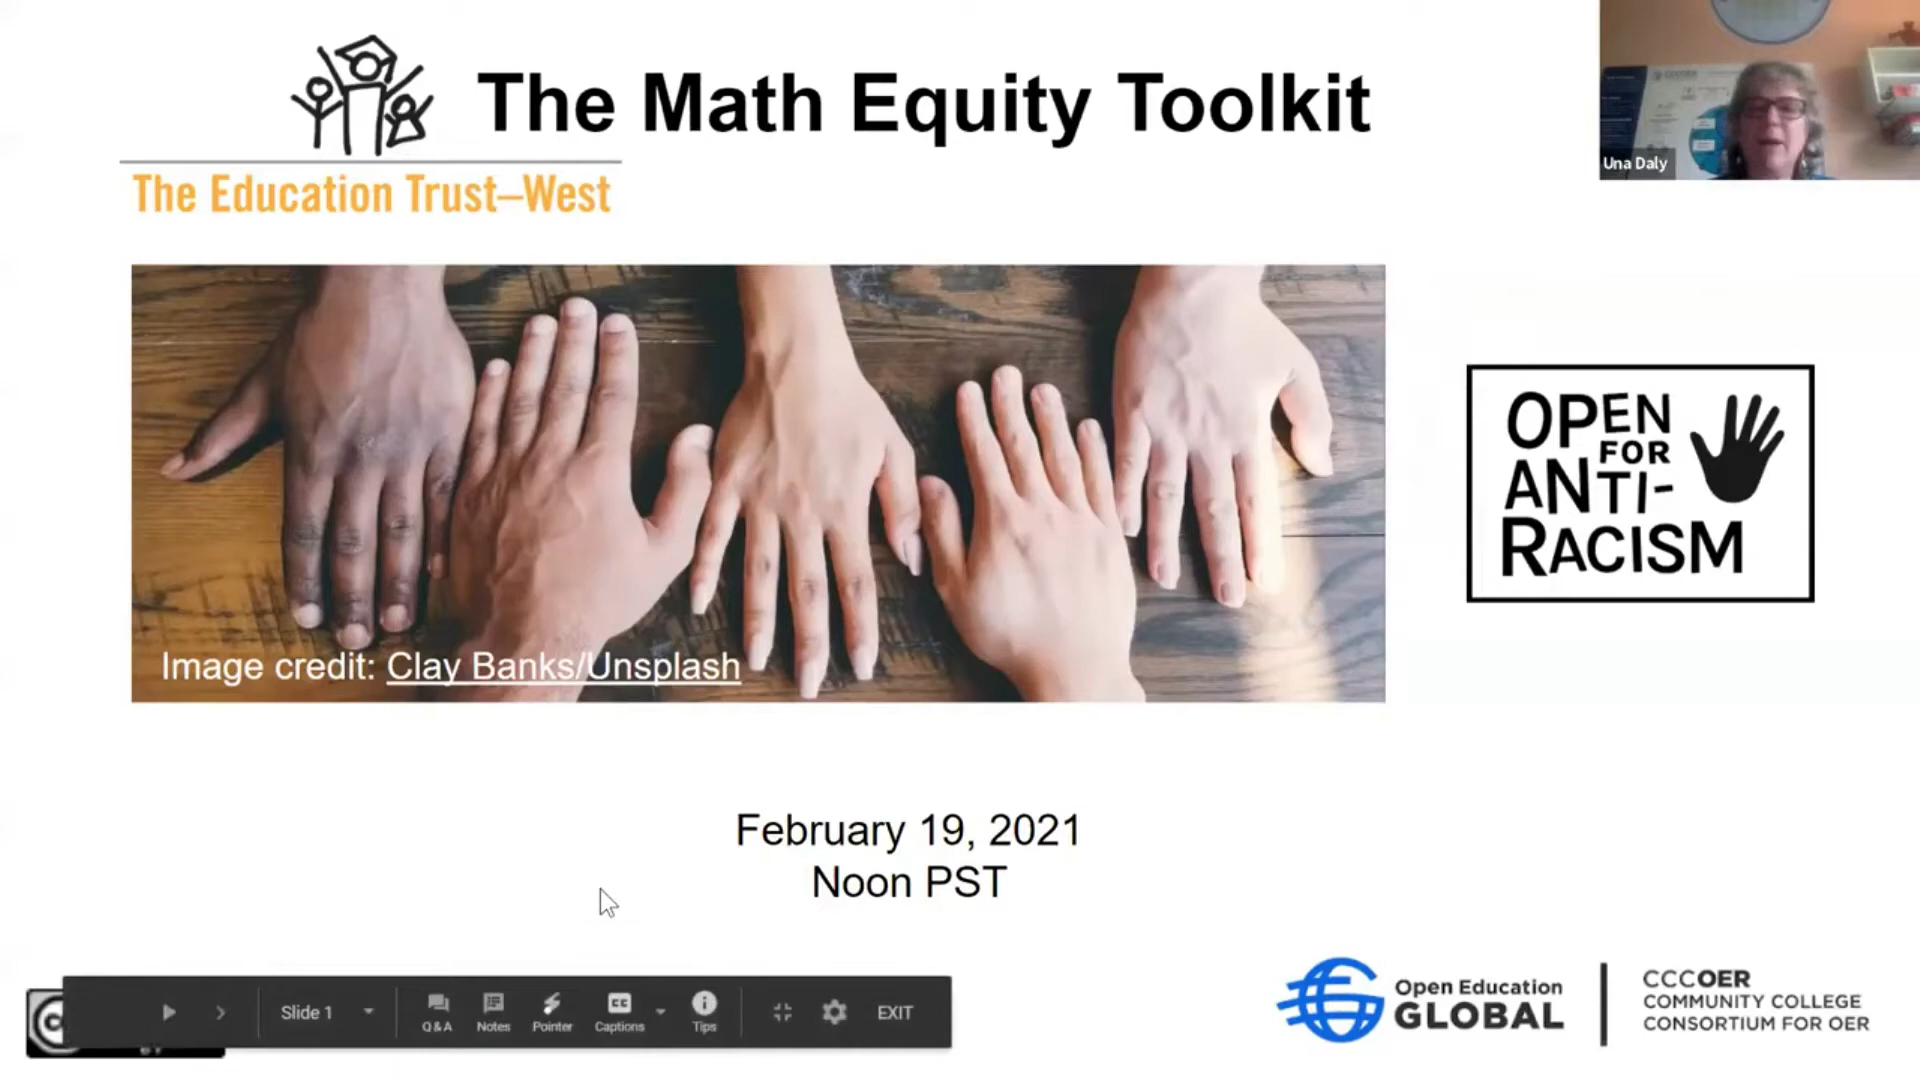 The Math Equity Toolkit
The Education Trust–West
Una Daly
Image credit: Clay Banks/Unsplash
OPEN
FOR
ANTI-
RACISM
February 19, 2021
Noon PST
Slide 1
Q&A
Notes
Pointer
CC
Captions
Tips
EXIT
Open Education
GLOBAL
CCCOER
COMMUNITY COLLEGE
CONSORTIUM FOR OER